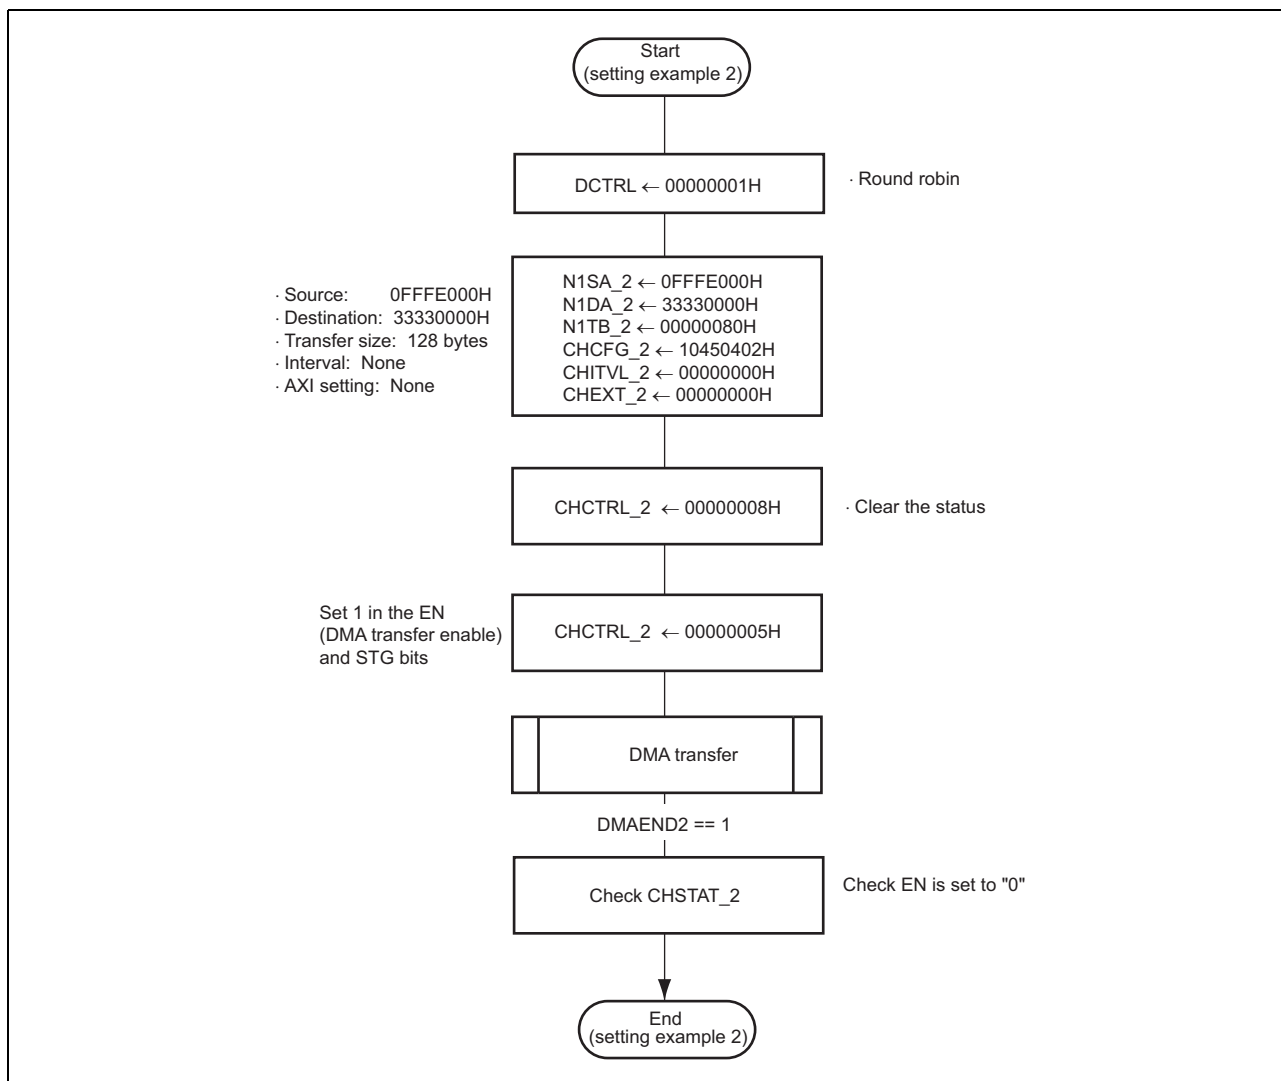 Start
(setting example 2)
DCTRL ← 00000001H
· Round robin
· Source: 0FFFE000H
· Destination: 33330000H
· Transfer size: 128 bytes
· Interval: None
· AXI setting: None
N1SA_2 ← 0FFFE000H
N1DA_2 ← 33330000H
N1TB_2 ← 00000080H
CHCFG_2 ← 10450402H
CHITVL_2 ← 00000000H
CHEXT_2 ← 00000000H
CHCTRL_2 ← 00000008H
· Clear the status
Set 1 in the EN
(DMA transfer enable)
and STG bits
CHCTRL_2 ← 00000005H
DMA transfer
DMAEND2 == 1
Check CHSTAT_2
Check EN is set to "0"
End
(setting example 2)